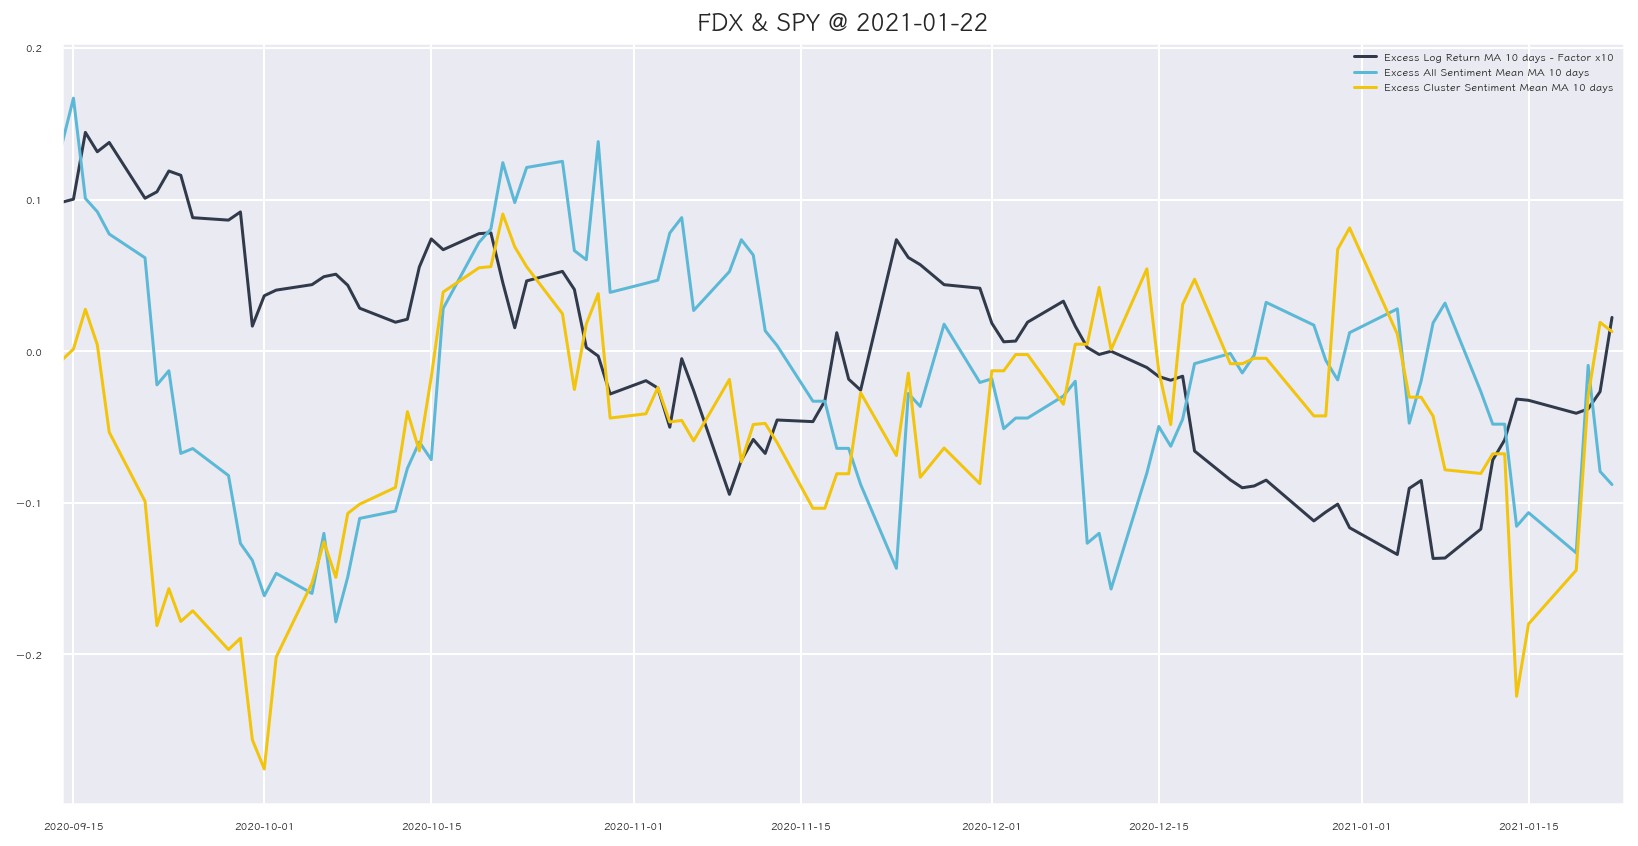 FDX & SPY @ 2021-01-22
Excess Log Return MA 10 days - Factor x10
Excess All Sentiment Mean MA 10 days
Excess Cluster Sentiment Mean MA 10 days
0.2
0.1
0.0
−0.1
−0.2
2020-09-15 2020-10-01 2020-10-15 2020-11-01 2020-11-15 2020-12-01 2020-12-15 2021-01-01 2021-01-15